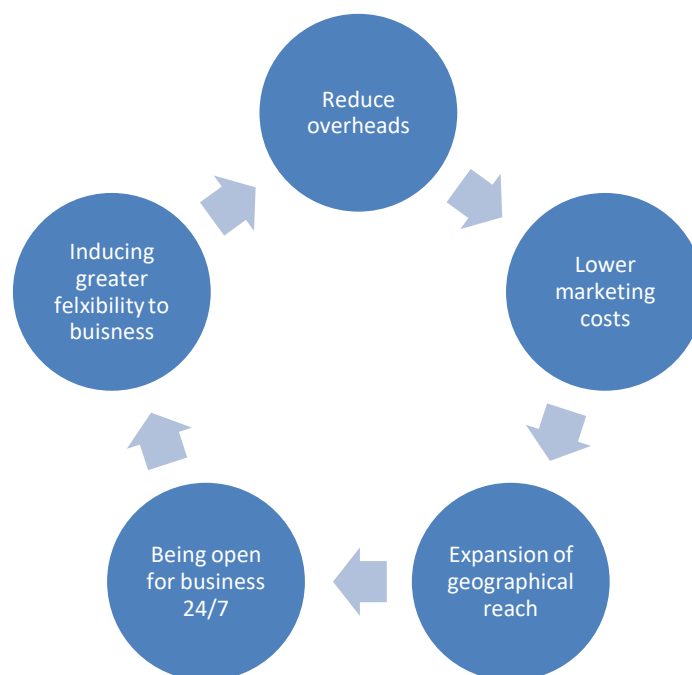 Reduce
overheads
Lower
marketing
costs
Expansion of
geographical
reach
Being open
for business
24/7
Inducing
greater
felxibility to
buisness